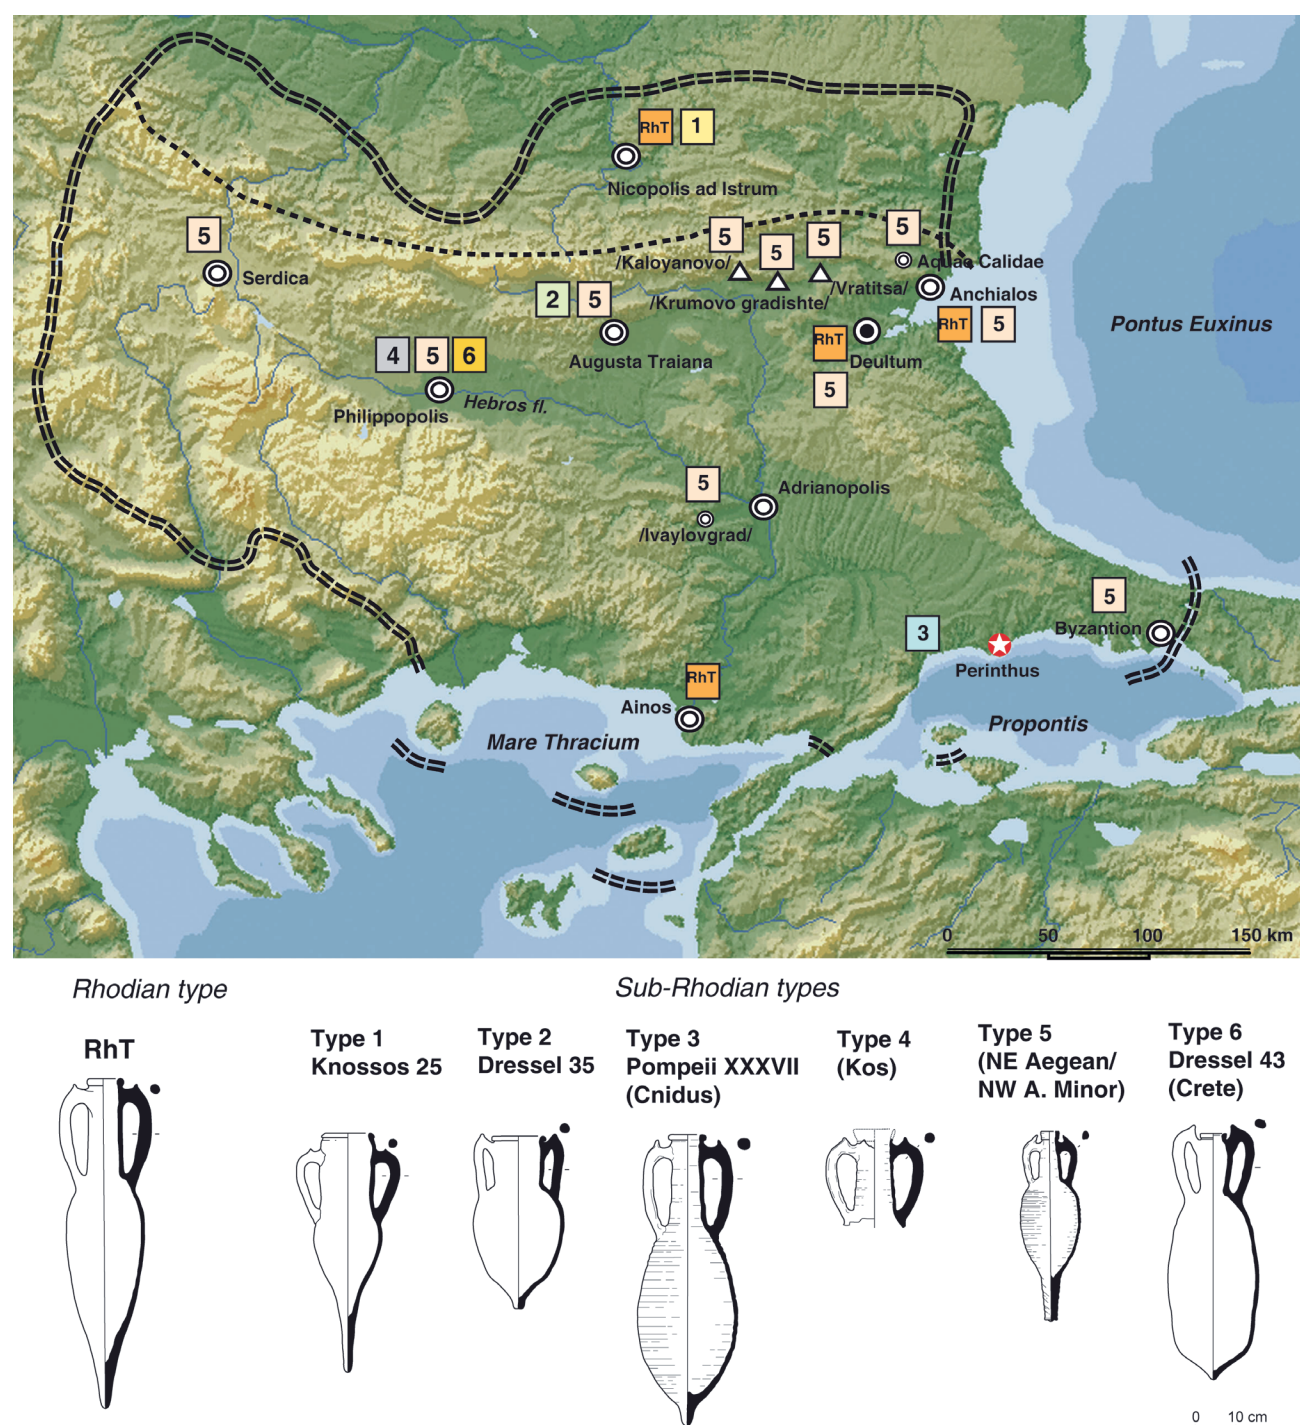 RhT 1
Nicopolis ad Istrum
5
Serdica
5
/Kaloyanovo/
5
/Krumovo gradishte/
5
/Vratitsa/
5
Aquae Calidae
Anchialos
RhT 5
Pontus Euxinus
2 5
Augusta Traiana
RhT
Deultum
5
4 5 6
Philippopolis
Hebros fl.
5
Adrianopolis
/Ivaylovgrad/
5
Byzantion
3
Perinthus
RhT
Ainos
Mare Thracium
Propontis
0 50 100 150 km
Rhodian type
Sub-Rhodian types
RhT
Type 1
Knossos 25
Type 2
Dressel 35
Type 3
Pompeii XXXVII
(Cnidus)
Type 4
(Kos)
Type 5
(NE Aegean/
NW A. Minor)
Type 6
Dressel 43
(Crete)
0 10 cm